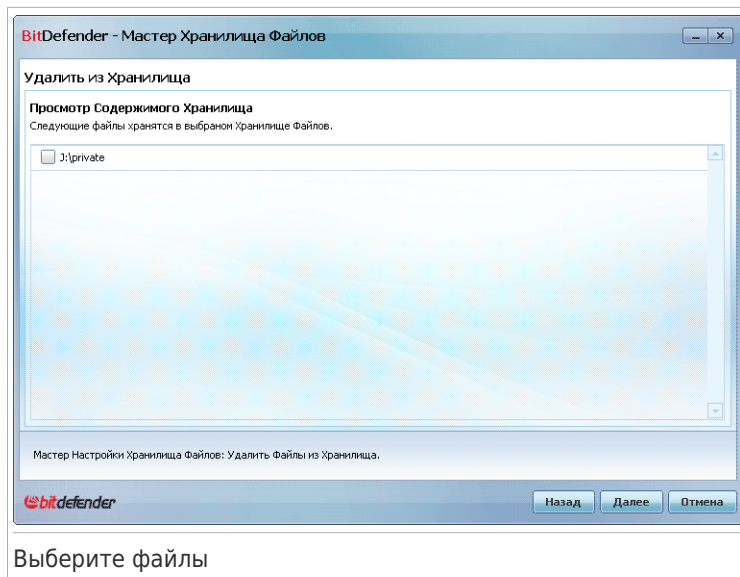 BitDefender - Мастер Хранилища Файлов
Удалить из Хранилища
Просмотр Содержимого Хранилища
Следующие файлы хранятся в выбраном Хранилище Файлов.
J:\private
Мастер Настройки Хранилища Файлов: Удалить Файлы из Хранилища.
bitdefender
Назад Далее Отмена
Выберите файлы